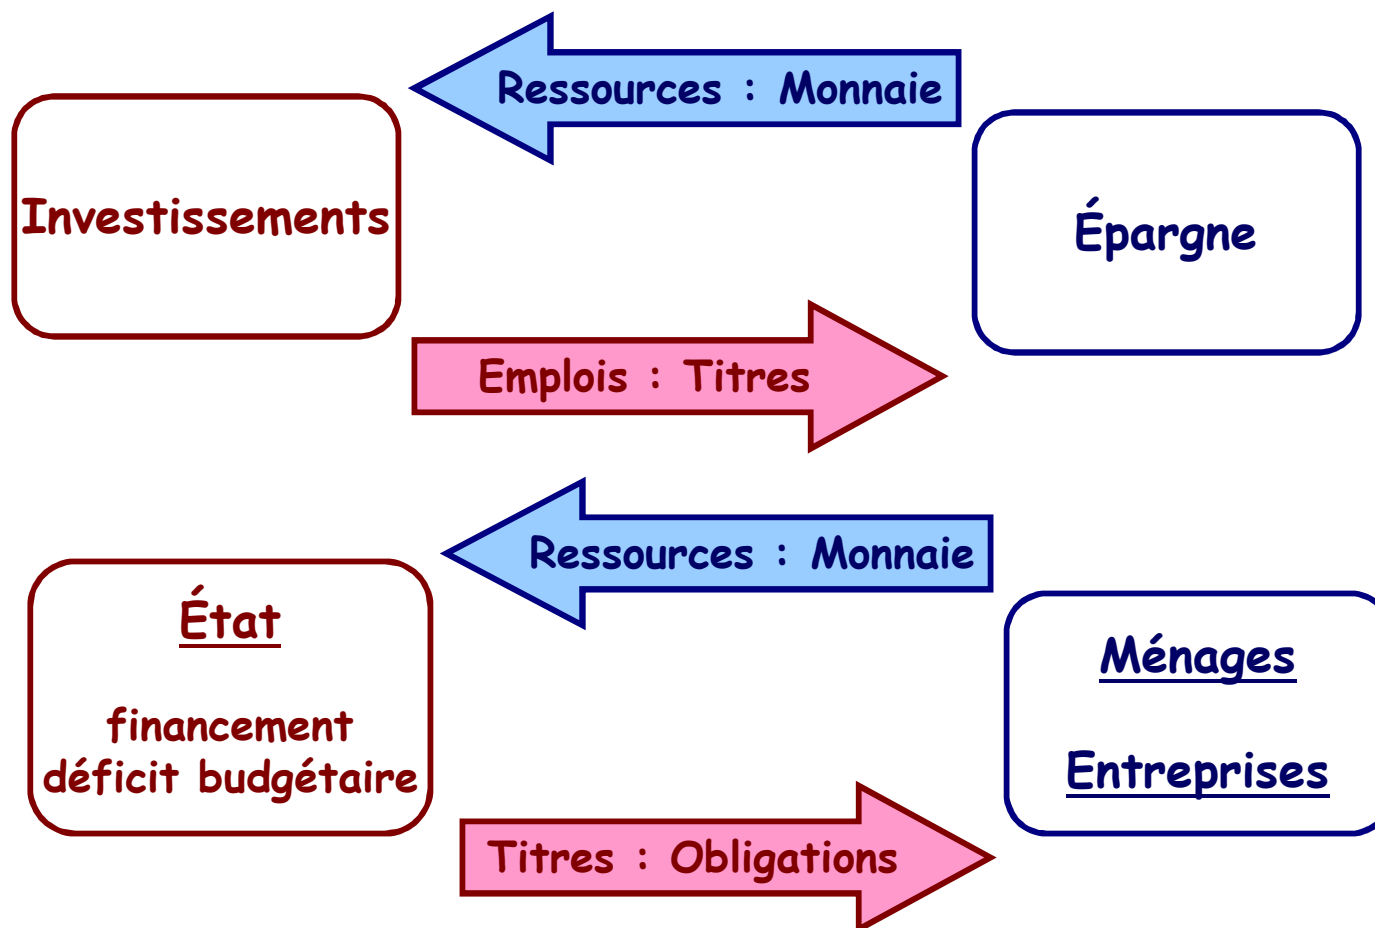 Ressources : Monnaie
Investissements
Épargne
Emplois : Titres
Ressources : Monnaie
État
financement
déficit budgétaire
Ménages
Entreprises
Titres : Obligations